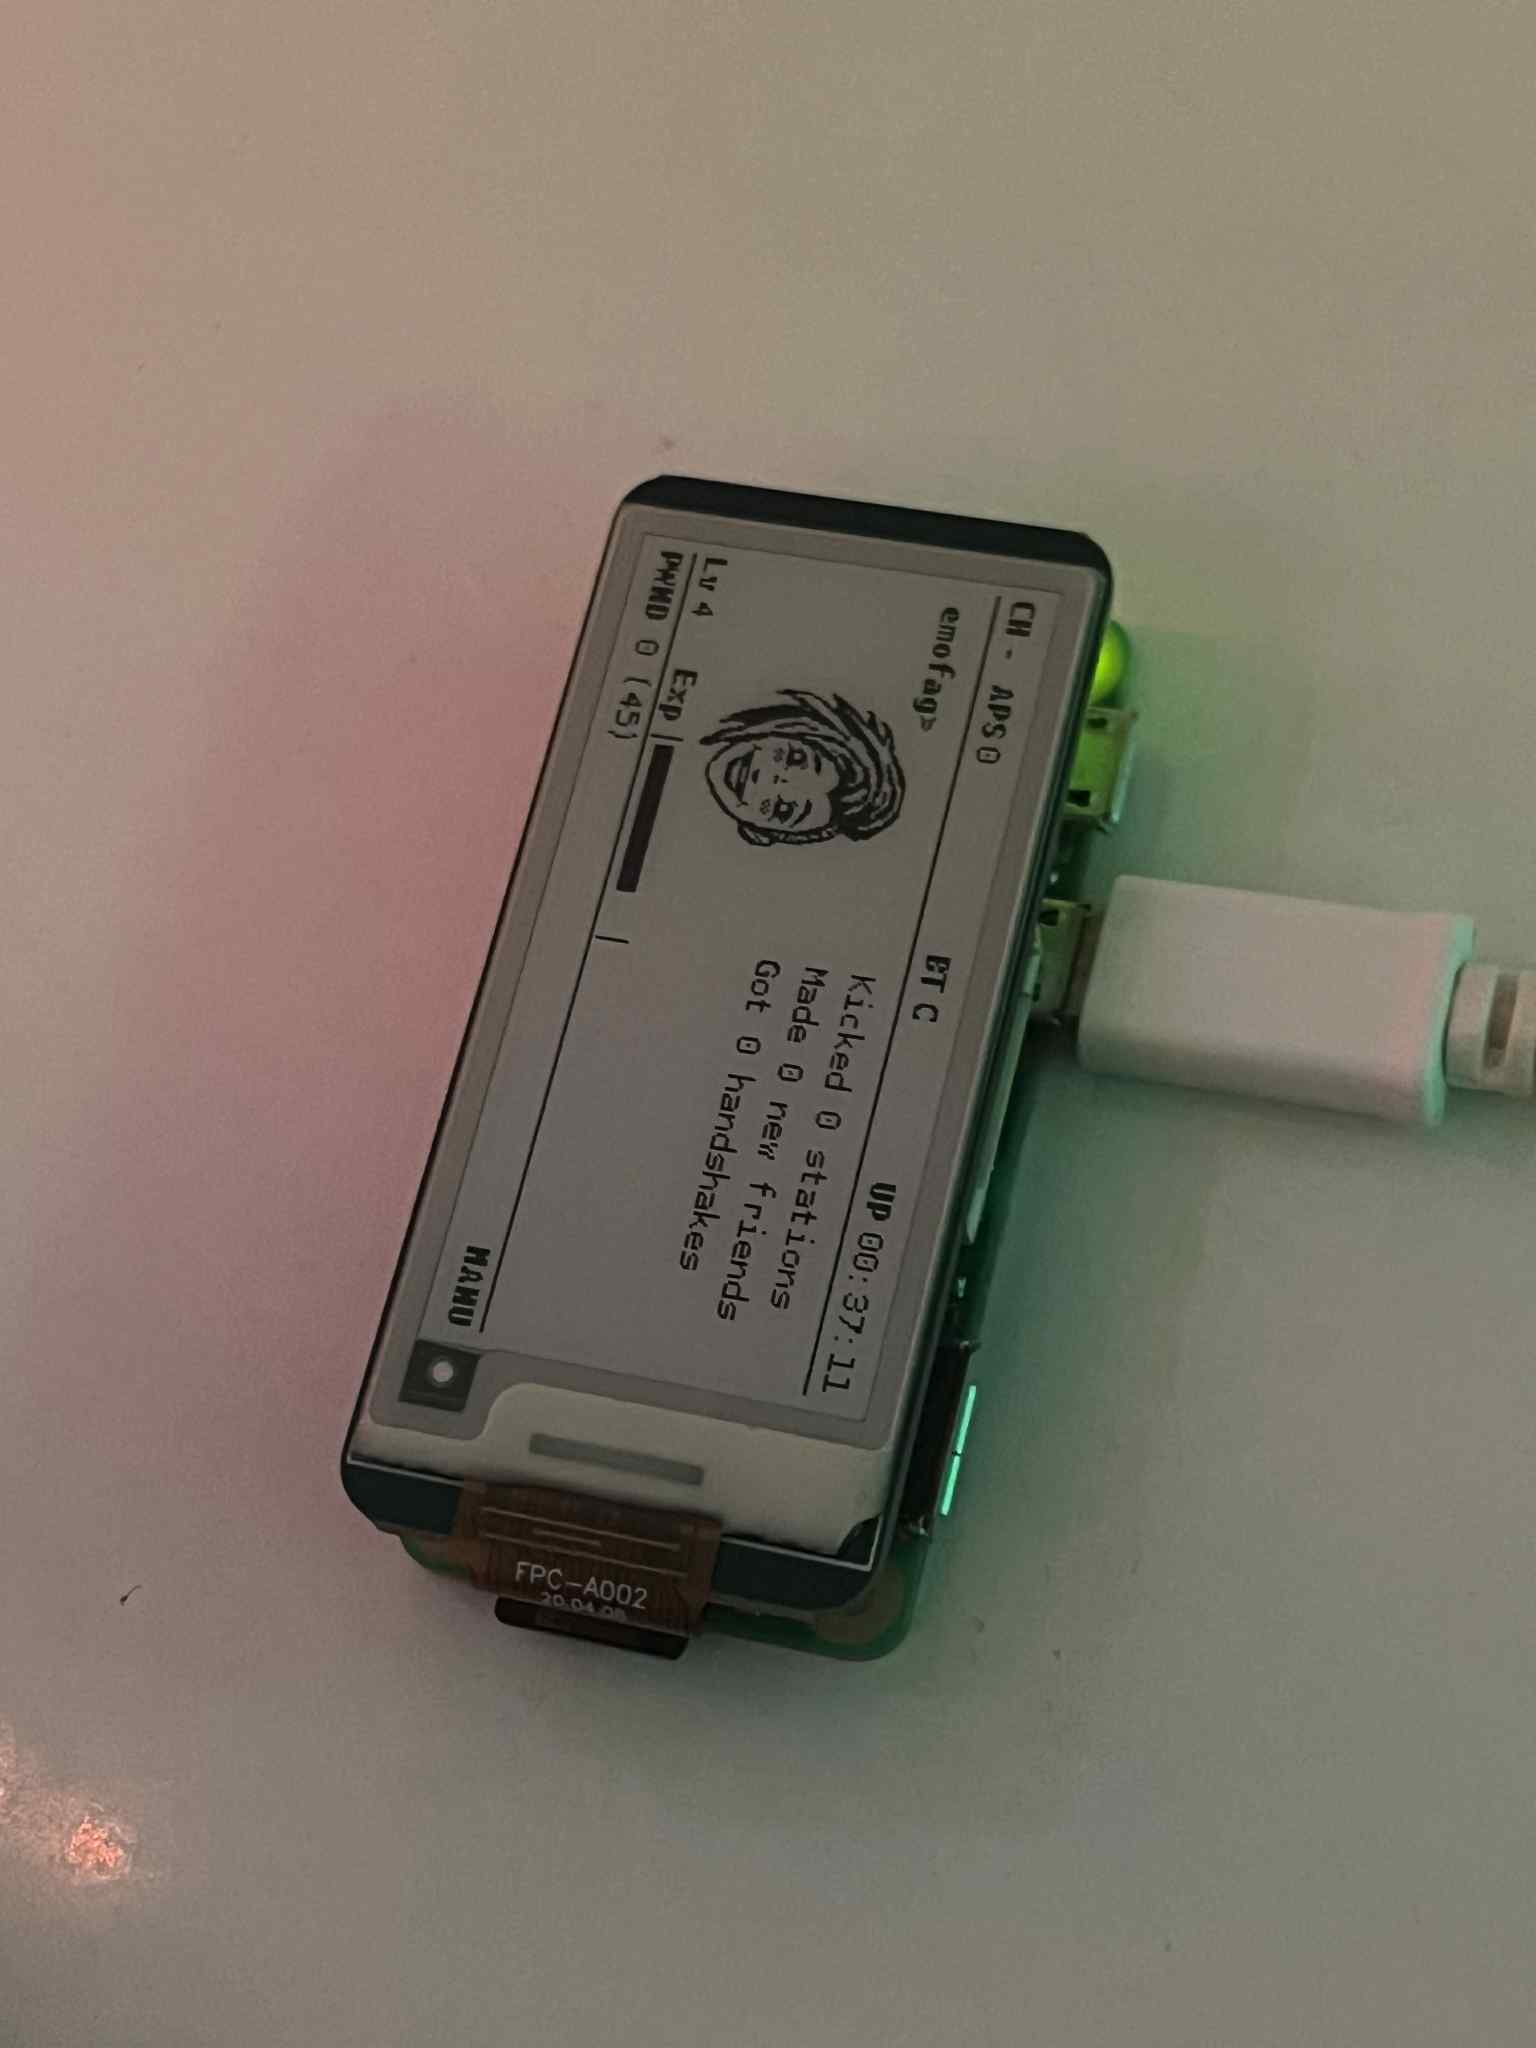 CH - APS 0 BT C UP 00:37:11
emofag>
Kicked 0 stations
Made 0 new friends
Got 0 handshakes
Lv 4 Exp | |
PWND 0 (45) MANU
FPC-A002
20.04.08